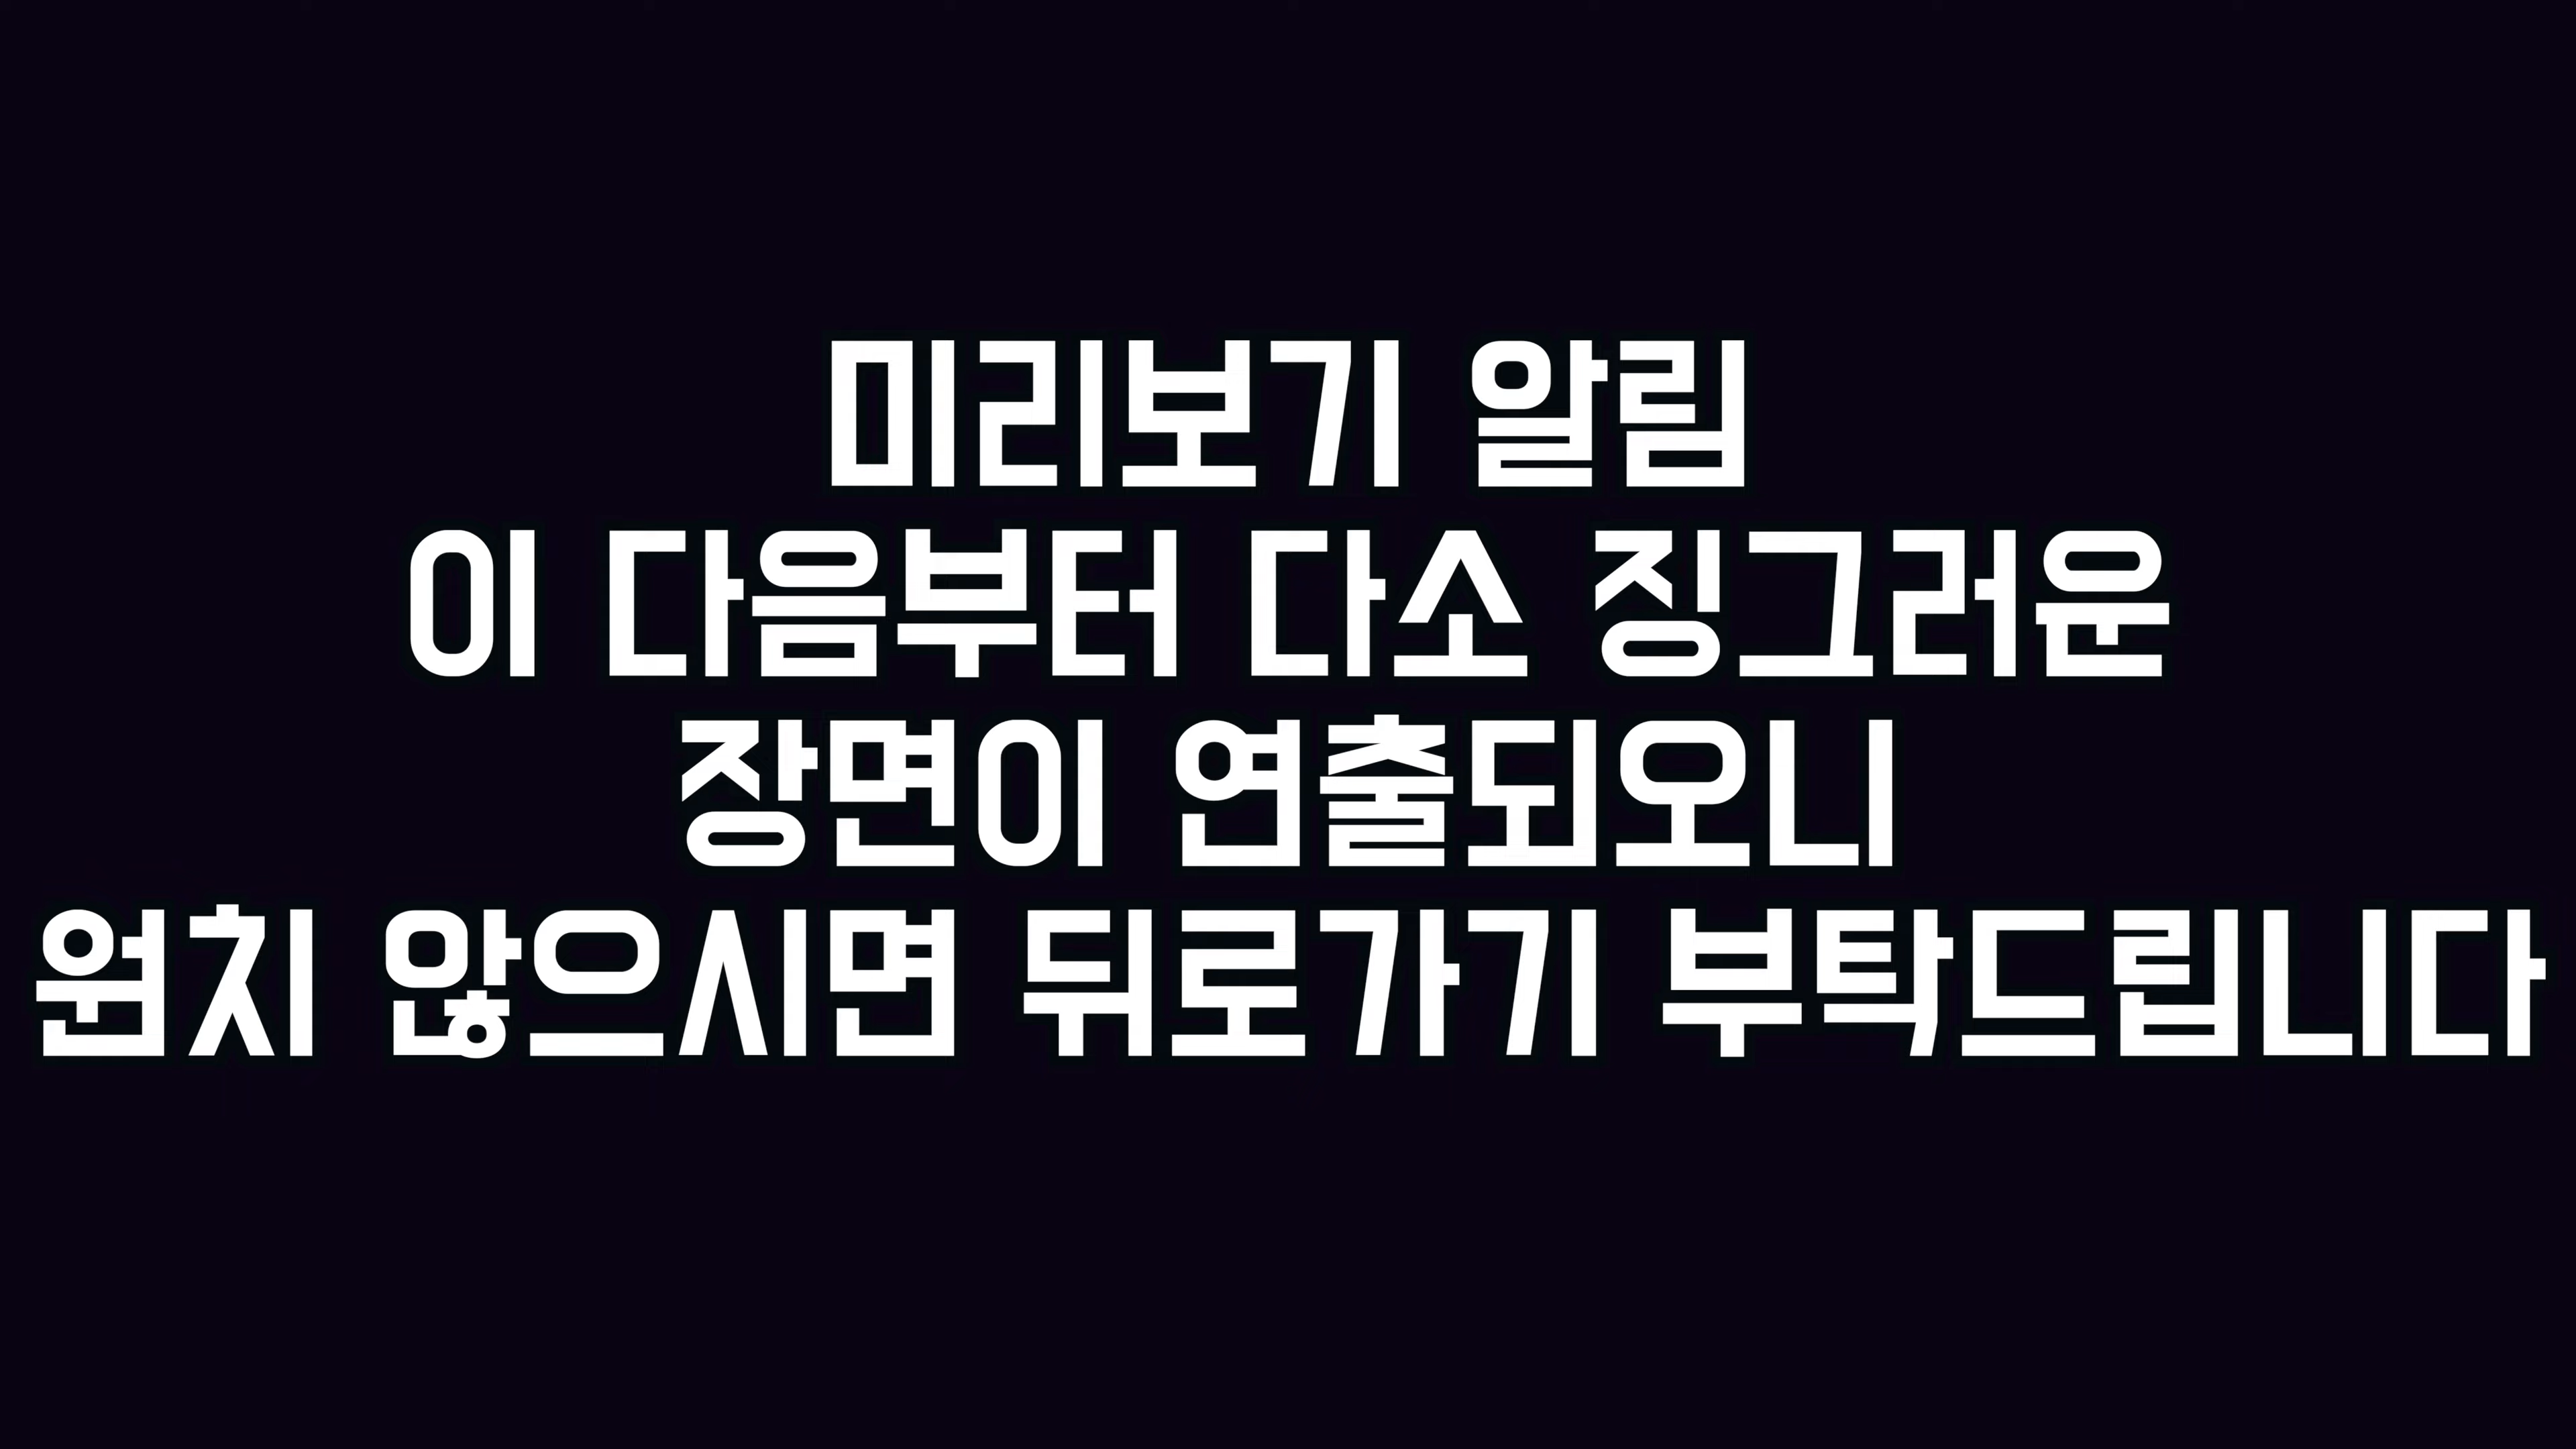 미리보기 알림
이 다음부터 다소 징그러운
장면이 연출되오니
원치 않으시면 뒤로가기 부탁드립니다